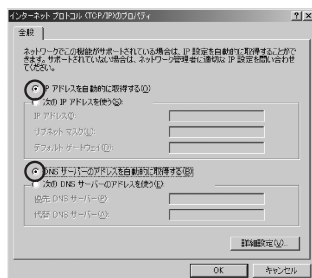 インターネット プロトコル (TCP/IP)のプロパティ
全般
ネットワークでこの機能がサポートされている場合は、IP 設定を自動的に取得することがで
きます。サポートされていない場合は、ネットワーク管理者に適切な IP 設定を問い合わせ
てください。
IP アドレスを自動的に取得する(O)
次の IP アドレスを使う(S):
IP アドレス(I):
サブネット マスク(U):
デフォルト ゲートウェイ(D):
DNS サーバーのアドレスを自動的に取得する(B)
次の DNS サーバーのアドレスを使う(E):
優先 DNS サーバー(P):
代替 DNS サーバー(A):
詳細設定(V)...
OK
キャンセル